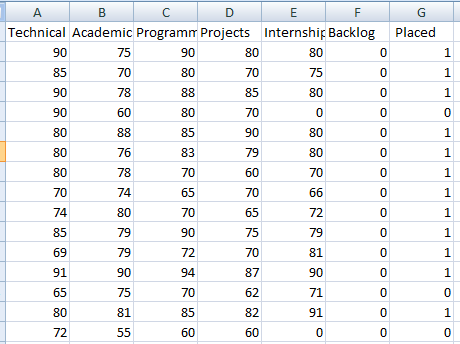 A B C D E F G
Technical Academic Programm Projects Internship Backlog Placed
90 75 90 80 80 0 1
85 70 80 70 75 0 1
90 78 88 85 80 0 1
90 60 80 70 0 0 0
80 88 85 90 80 0 1
80 76 83 79 80 0 1
80 78 70 60 70 0 1
70 74 65 70 66 0 1
74 80 70 65 72 0 1
85 79 90 75 79 0 1
69 79 72 70 81 0 1
91 90 94 87 90 0 1
65 75 70 62 71 0 0
80 81 85 82 91 0 1
72 55 60 60 0 0 0